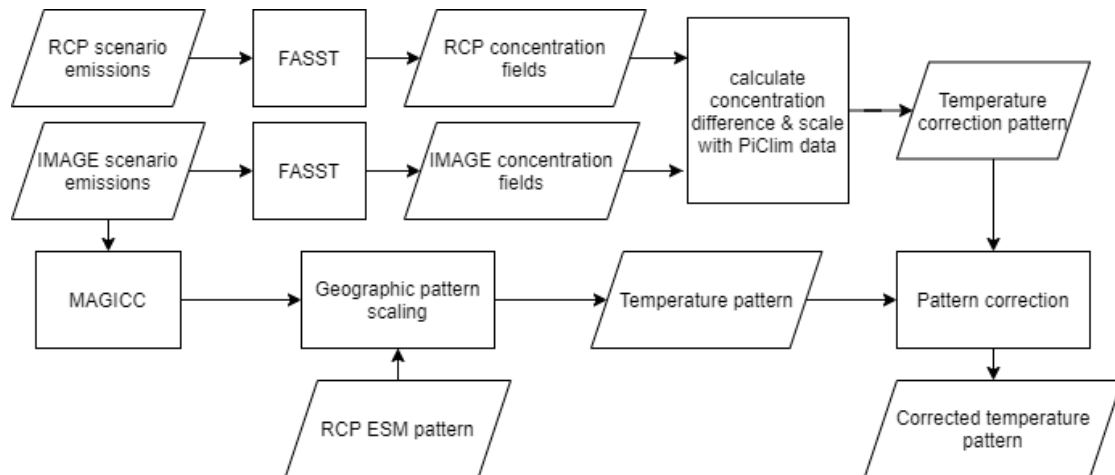 RCP scenario
emissions
FASST
RCP concentration
fields
calculate
concentration
difference & scale
with PiClim data
Temperature
correction pattern
IMAGE scenario
emissions
FASST
IMAGE concentration
fields
MAGICC
Geographic pattern
scaling
Temperature pattern
Pattern correction
RCP ESM pattern
Corrected temperature
pattern